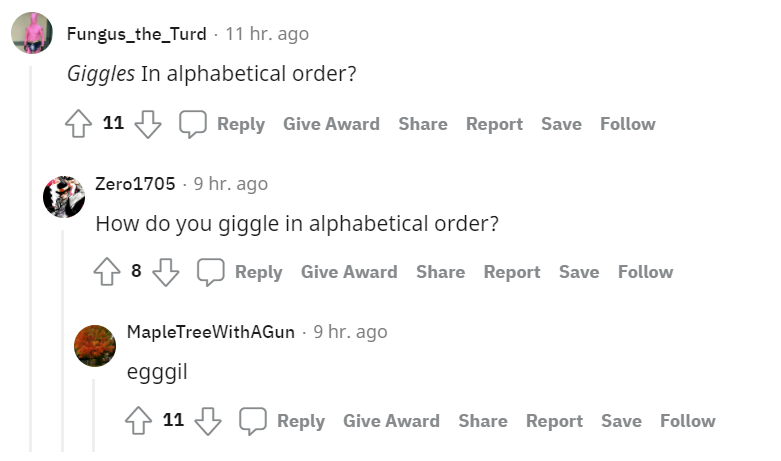 Fungus_the_Turd · 11 hr. ago
Giggles In alphabetical order?
11 Reply Give Award Share Report Save Follow
Zero1705 · 9 hr. ago
How do you giggle in alphabetical order?
8 Reply Give Award Share Report Save Follow
MapleTreeWithAGun · 9 hr. ago
egggil
11 Reply Give Award Share Report Save Follow